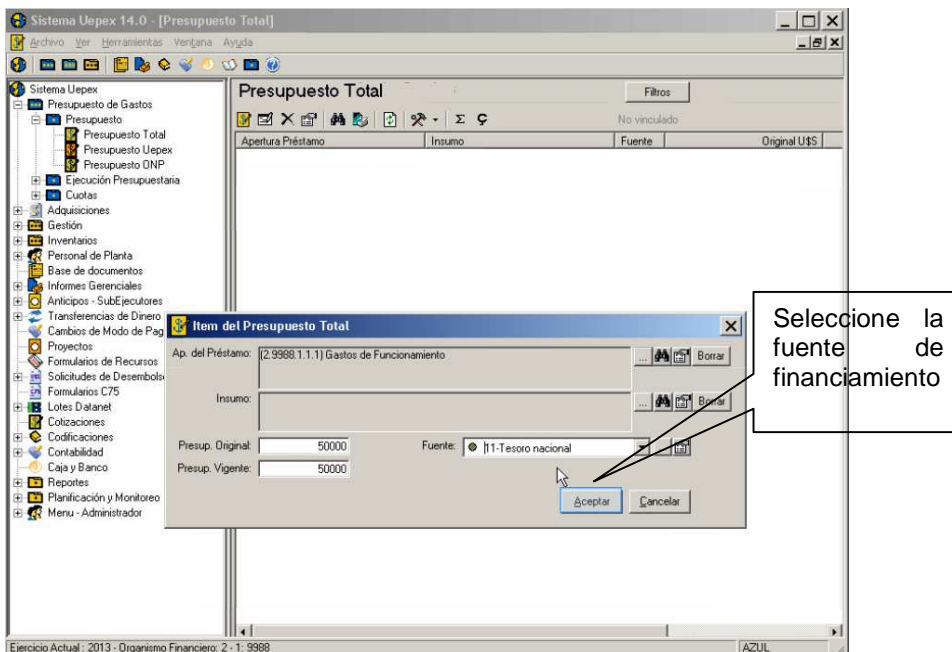 Sistema Uepex 14.0 - [Presupuesto Total]
Archivo Ver Herramientas Ventana Ayuda
Sistema Uepex
Presupuesto de Gastos
Presupuesto
Presupuesto Total
Presupuesto Uepex
Presupuesto ONP
Ejecución Presupuestaria
Cuotas
Adquisiciones
Gestión
Inventarios
Personal de Planta
Base de documentos
Informes Gerenciales
Anticipos - SubEjecutores
Transferencias de Dinero
Cambios de Modo de Pag
Proyectos
Formularios de Recursos
Solicitudes de Desembols
Formularios C75
Lotes Datanet
Cotizaciones
Codificaciones
Contabilidad
Caja y Banco
Reportes
Planificación y Monitoreo
Menu - Administrador
Presupuesto Total
Filtros
Σ Ç
No vinculado
Apertura Préstamo Insumo Fuente Original U$S
Item del Presupuesto Total
Ap. del Préstamo: (2.9988.1.1.1) Gastos de Funcionamiento ... Borrar
Insumo: ... Borrar
Presup. Original: 50000 Fuente: 11-Tesoro nacional
Presup. Vigente: 50000
Aceptar Cancelar
Seleccione la
fuente de
financiamiento
Ejercicio Actual : 2013 - Organismo Financiero: 2 - 1: 9988 AZUL